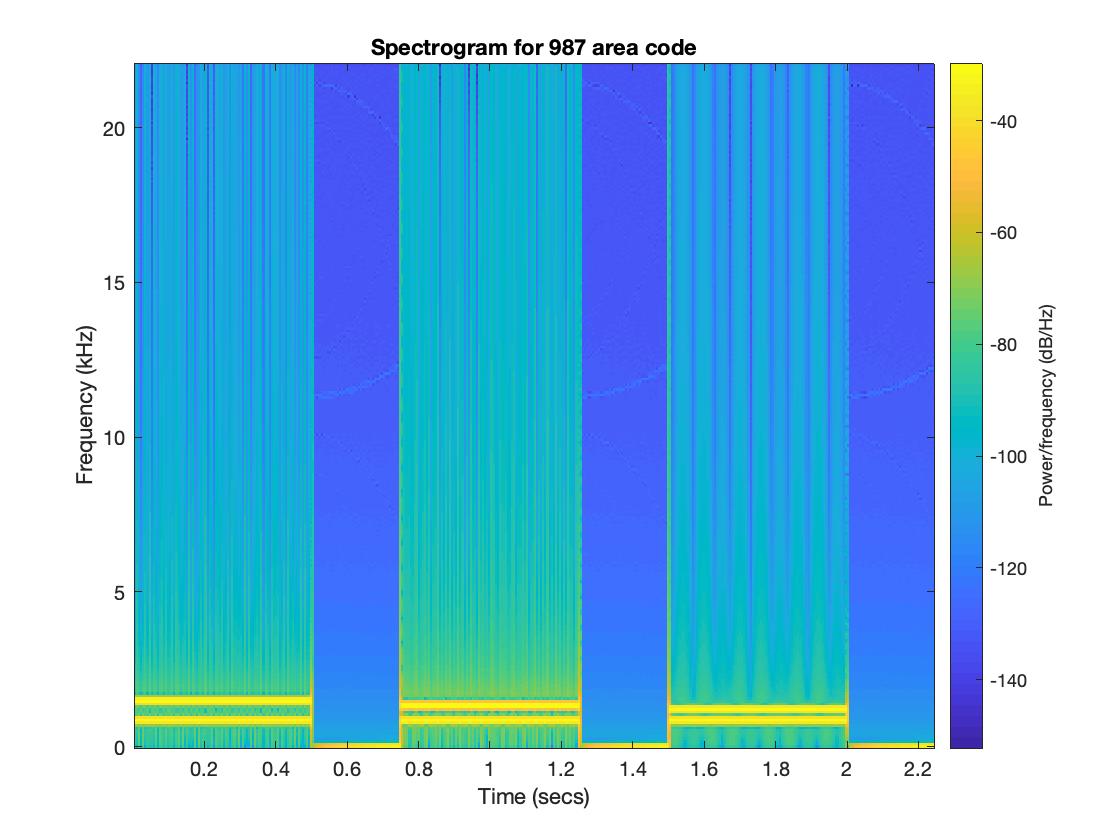 Spectrogram for 987 area code
20
15
10
5
0
Frequency (kHz)
0.2 0.4 0.6 0.8 1 1.2 1.4 1.6 1.8 2 2.2
Time (secs)
-40
-60
-80
-100
-120
-140
Power/frequency (dB/Hz)